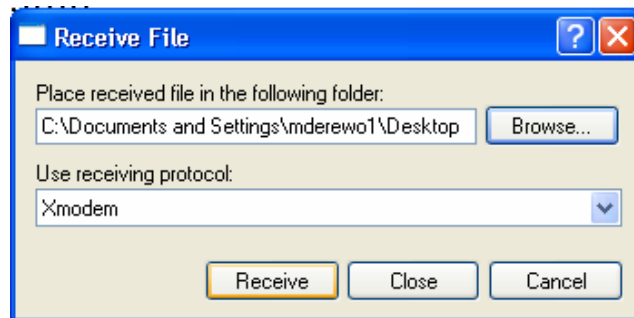 Receive File
Place received file in the following folder:
C:\Documents and Settings\mderewo1\Desktop
Browse...
Use receiving protocol:
Xmodem
Receive Close Cancel